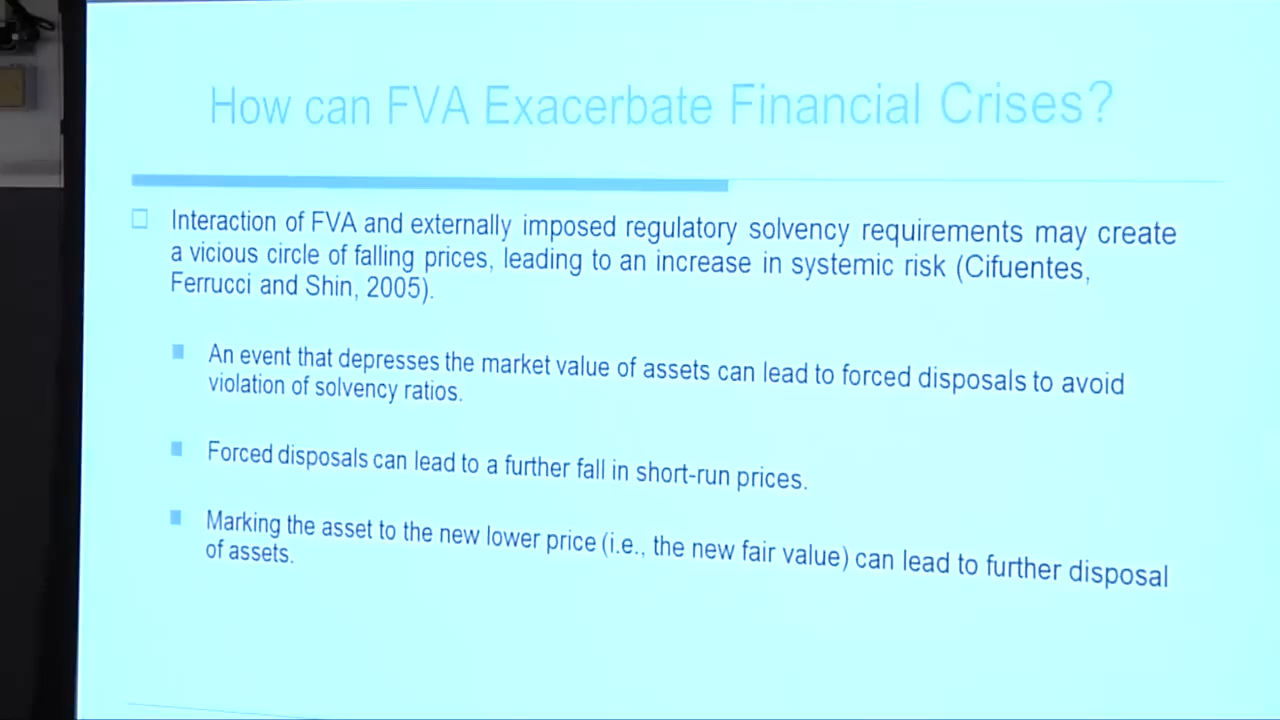 How can FVA Exacerbate Financial Crises?
Interaction of FVA and externally imposed regulatory solvency requirements may create
a vicious circle of falling prices, leading to an increase in systemic risk (Cifuentes,
Ferrucci and Shin, 2005).
An event that depresses the market value of assets can lead to forced disposals to avoid
violation of solvency ratios.
Forced disposals can lead to a further fall in short-run prices.
Marking the asset to the new lower price (i.e., the new fair value) can lead to further disposal
of assets.